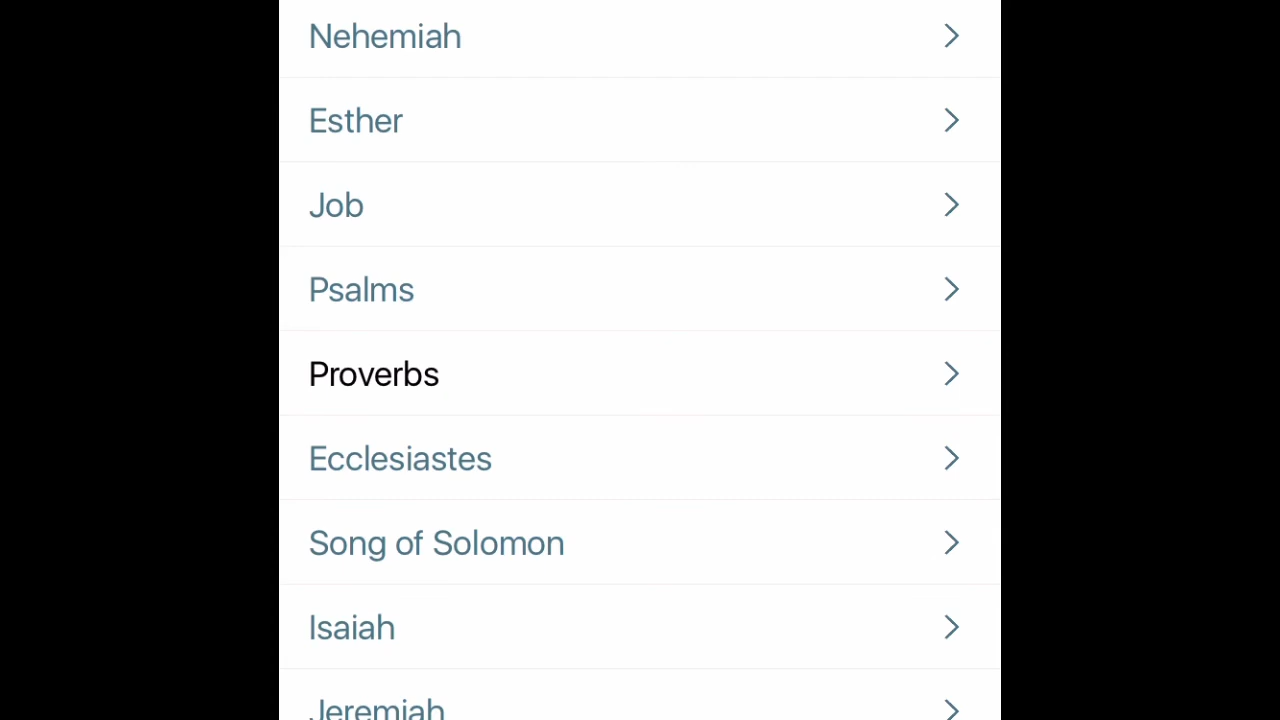 Nehemiah
Esther
Job
Psalms
Proverbs
Ecclesiastes
Song of Solomon
Isaiah
Jeremiah